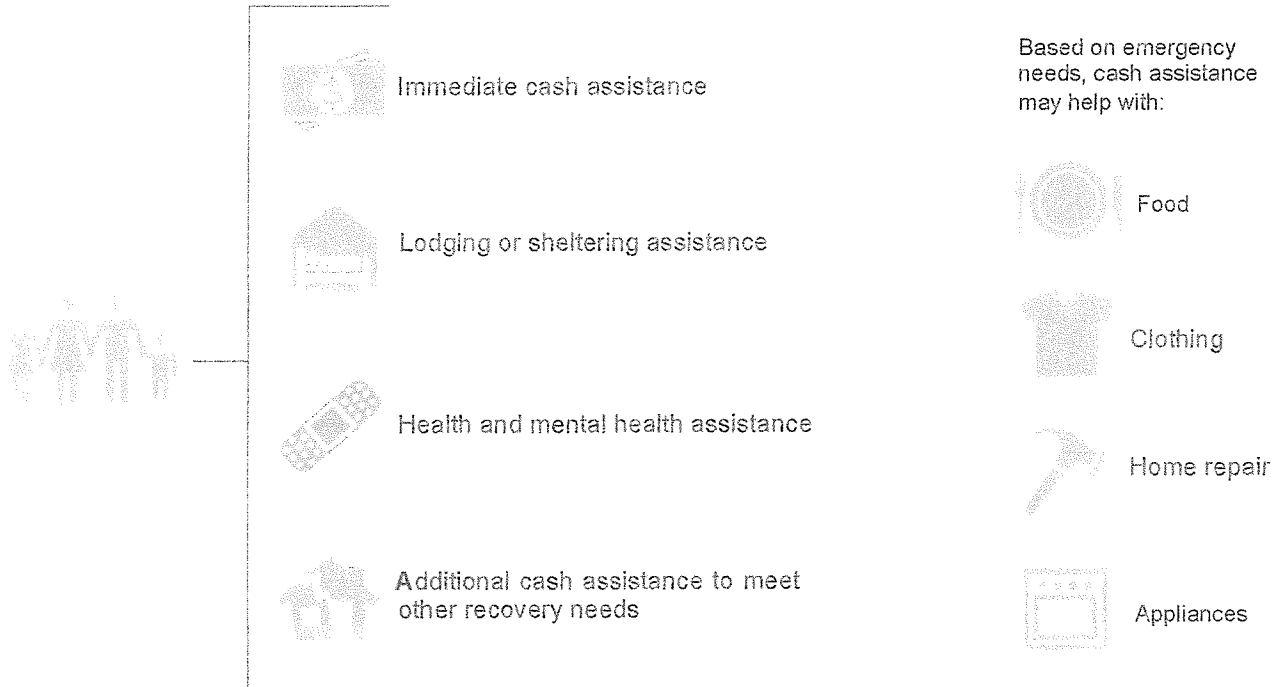 Immediate cash assistance
Lodging or sheltering assistance
Health and mental health assistance
Additional cash assistance to meet
other recovery needs
Based on emergency
needs, cash assistance
may help with:
Food
Clothing
Home repair
Appliances